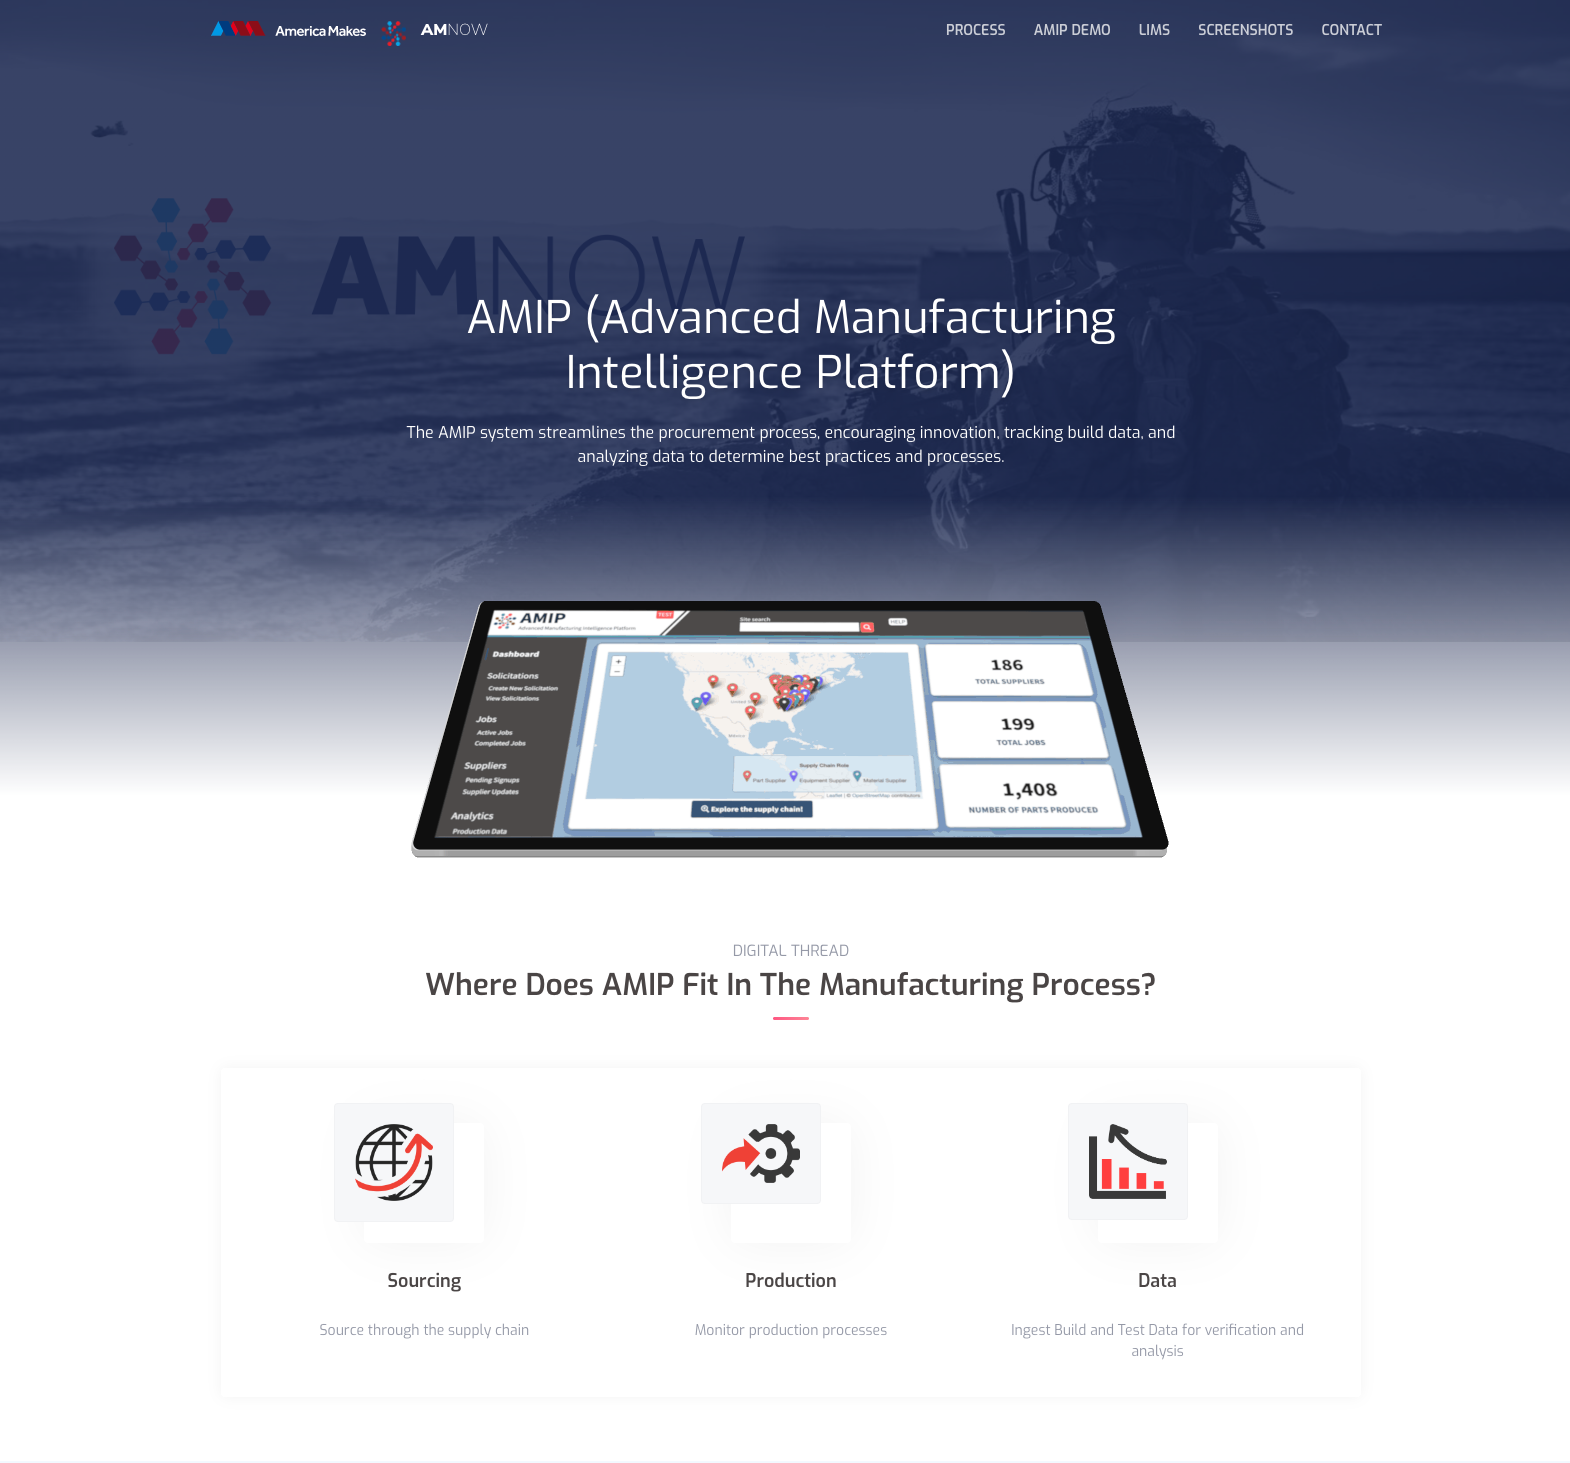 America Makes
AMNOW
PROCESS
AMIP DEMO
LIMS
SCREENSHOTS
CONTACT
AMNOW
AMIP (Advanced Manufacturing
Intelligence Platform)
The AMIP system streamlines the procurement process, encouraging innovation, tracking build data, and
analyzing data to determine best practices and processes.
AMIP
Advanced Manufacturing Intelligence Platform
TEST
Site search
HELP
Dashboard
Solicitations
Create New Solicitation
View Solicitations
Jobs
Active Jobs
Completed Jobs
Suppliers
Pending Signups
Supplier Updates
Analytics
Production Data
+
−
México
Supply Chain Role
Part Supplier
Equipment Supplier
Material Supplier
Leaflet | © OpenStreetMap contributors
Explore the supply chain!
186
TOTAL SUPPLIERS
199
TOTAL JOBS
1,408
NUMBER OF PARTS PRODUCED
DIGITAL THREAD
Where Does AMIP Fit In The Manufacturing Process?
Sourcing
Source through the supply chain
Production
Monitor production processes
Data
Ingest Build and Test Data for verification and
analysis